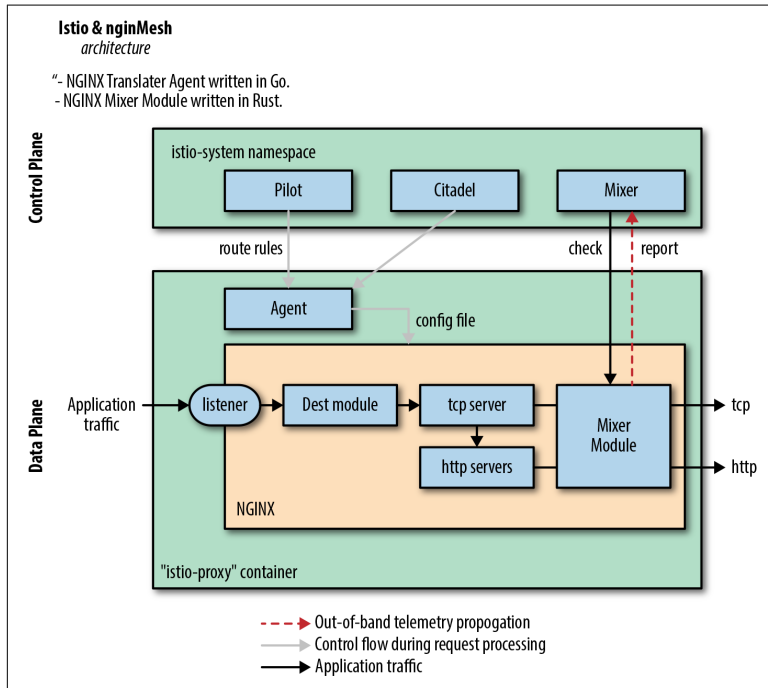 Istio & nginMesh
architecture
“- NGINX Translater Agent written in Go.
- NGINX Mixer Module written in Rust.
Control Plane
istio-system namespace
Pilot
Citadel
Mixer
route rules
check
report
Data Plane
Agent
config file
Application
traffic
listener
Dest module
tcp server
http servers
Mixer
Module
tcp
http
NGINX
"istio-proxy" container
Out-of-band telemetry propogation
Control flow during request processing
Application traffic